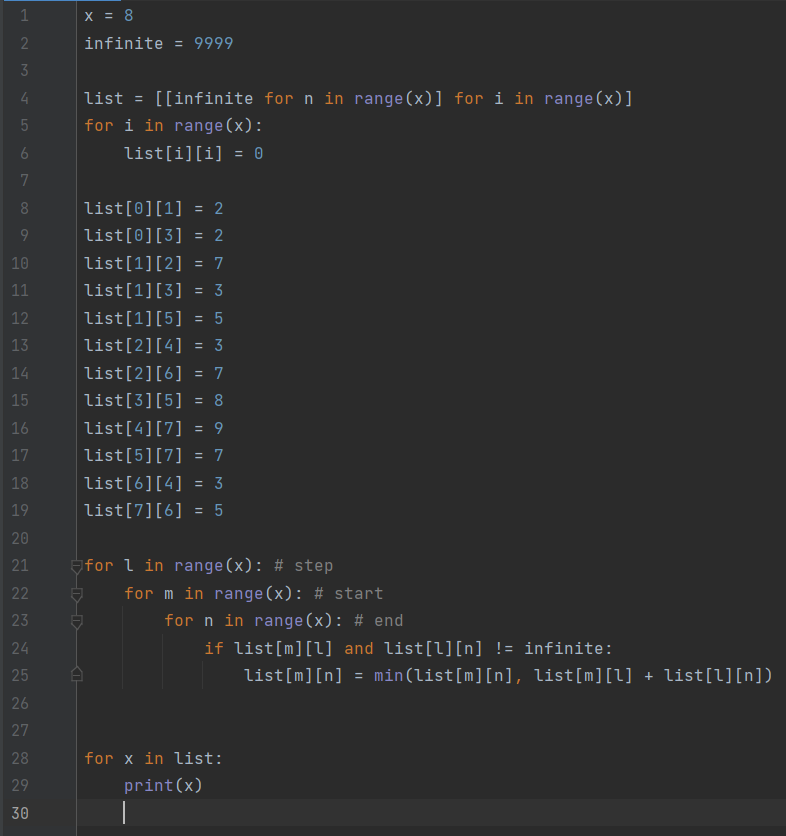 1 x = 8
2 infinite = 9999
3
4 list = [[infinite for n in range(x)] for i in range(x)]
5 for i in range(x):
6     list[i][i] = 0
7
8 list[0][1] = 2
9 list[0][3] = 2
10 list[1][2] = 7
11 list[1][3] = 3
12 list[1][5] = 5
13 list[2][4] = 3
14 list[2][6] = 7
15 list[3][5] = 8
16 list[4][7] = 9
17 list[5][7] = 7
18 list[6][4] = 3
19 list[7][6] = 5
20
21 for l in range(x): # step
22     for m in range(x): # start
23         for n in range(x): # end
24             if list[m][l] and list[l][n] != infinite:
25                 list[m][n] = min(list[m][n], list[m][l] + list[l][n])
26
27
28 for x in list:
29     print(x)
30